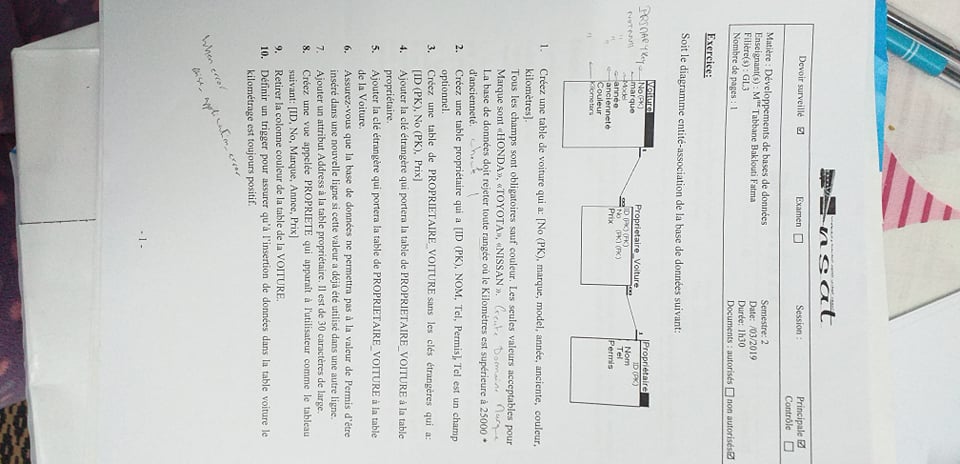 Insat
Devoir surveillé ☑ Examen ☐ Session : Principale ☑
Contrôle ☐
Matière : Développements de bases de données
Enseignant(s) : Mme Tabbane Baklouti Fatma
Filière(s) : GL3
Nombre de pages : 1
Semestre: 2
Date: /03/2019
Durée: 1h30
Documents : autorisés ☐ non autorisés ☑
Exercice:
Soit le diagramme entité-association de la base de données suivant:
PRIMARY Key
NOT NULL
Voiture
No (PK)
marque
Model
année
ancienneté
Couleur
Kilometers
Proprietaire_Voiture
ID (PK) (FK)
No (PK) (FK)
Prix
Propriétaire
ID (PK)
Nom
Tel
Permis
1. Créez une table de voiture qui a: [No (PK), marque, model, année, anciente, couleur,
kilomètres].
Tous les champs sont obligatoires sauf couleur. Les seules valeurs acceptables pour
Marque sont «HONDA», «TOYOTA», «NISSAN ». Create Domaine Marque
La base de données doit rejeter toute rangée où le Kilomètres est supérieure à 25000 *
d'ancienneté. check
2. Créez une table propriétaire qui a [ID (PK), NOM, Tel, Permis], Tel est un champ
optionnel.
3. Créez une table de PROPRIETAIRE_VOITURE sans les clés étrangères qui a:
[ID (PK), No (PK), Prix]
4. Ajouter la clé étrangère qui portera la table de PROPRIETAIRE_VOITURE à la table
propriétaire.
5. Ajouter la clé étrangère qui portera la table de PROPRIETAIRE_VOITURE à la table
de la Voiture.
6. Assurez-vous que la base de données ne permettra pas à la valeur de Permis d'être
inséré dans une nouvelle ligne si cette valeur a déjà été utilisé dans une autre ligne.
7. Ajouter un attribut Address à la table propriétaire. Il est de 30 caractères de large.
8. Créez une vue appelée PROPRIETE qui apparaît à l'utilisateur comme le tableau
suivant: [ID, No, Marque, Annee, Prix]
9. Retirer la colonne couleur de la table de la VOITURE.
10. Définir un trigger pour assurer qu'à l'insertion de données dans la table voiture le
kilométrage est toujours positif.
When error
raise_application_error
- 1 -